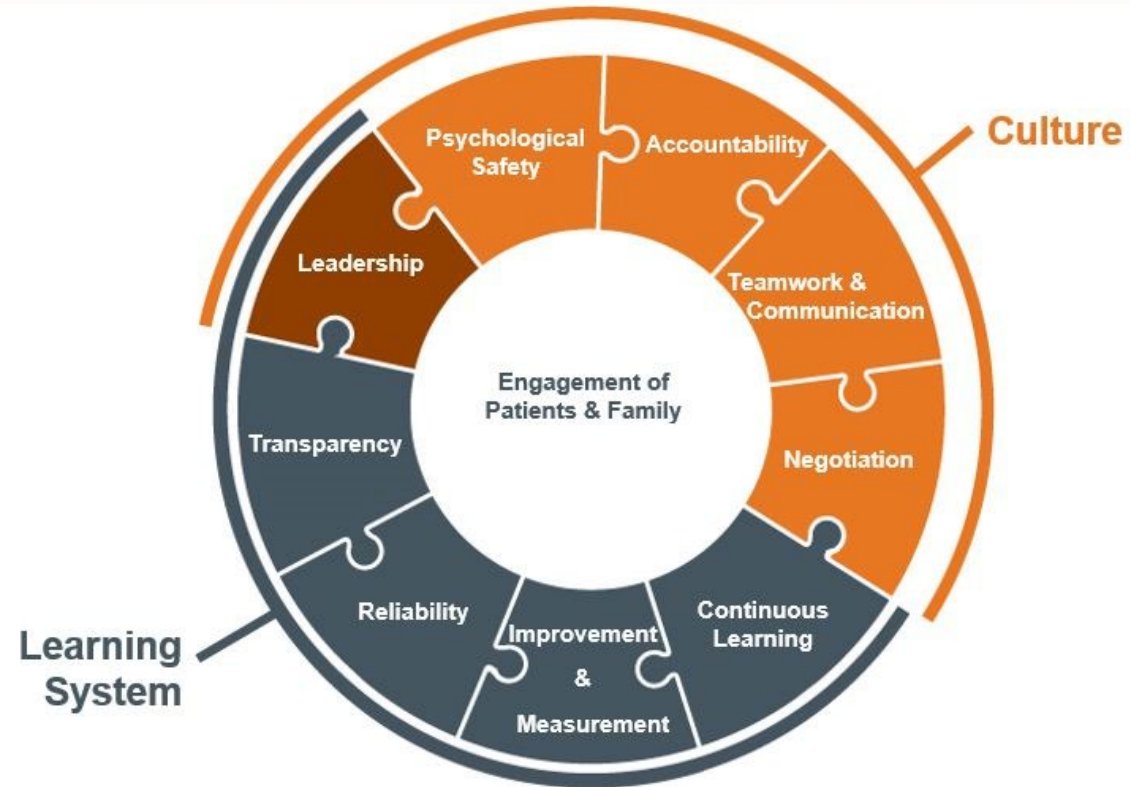 Culture
Psychological
Safety
Accountability
Teamwork &
Communication
Negotiation
Continuous
Learning
Improvement
&
Measurement
Reliability
Transparency
Leadership
Engagement of
Patients & Family
Learning
System